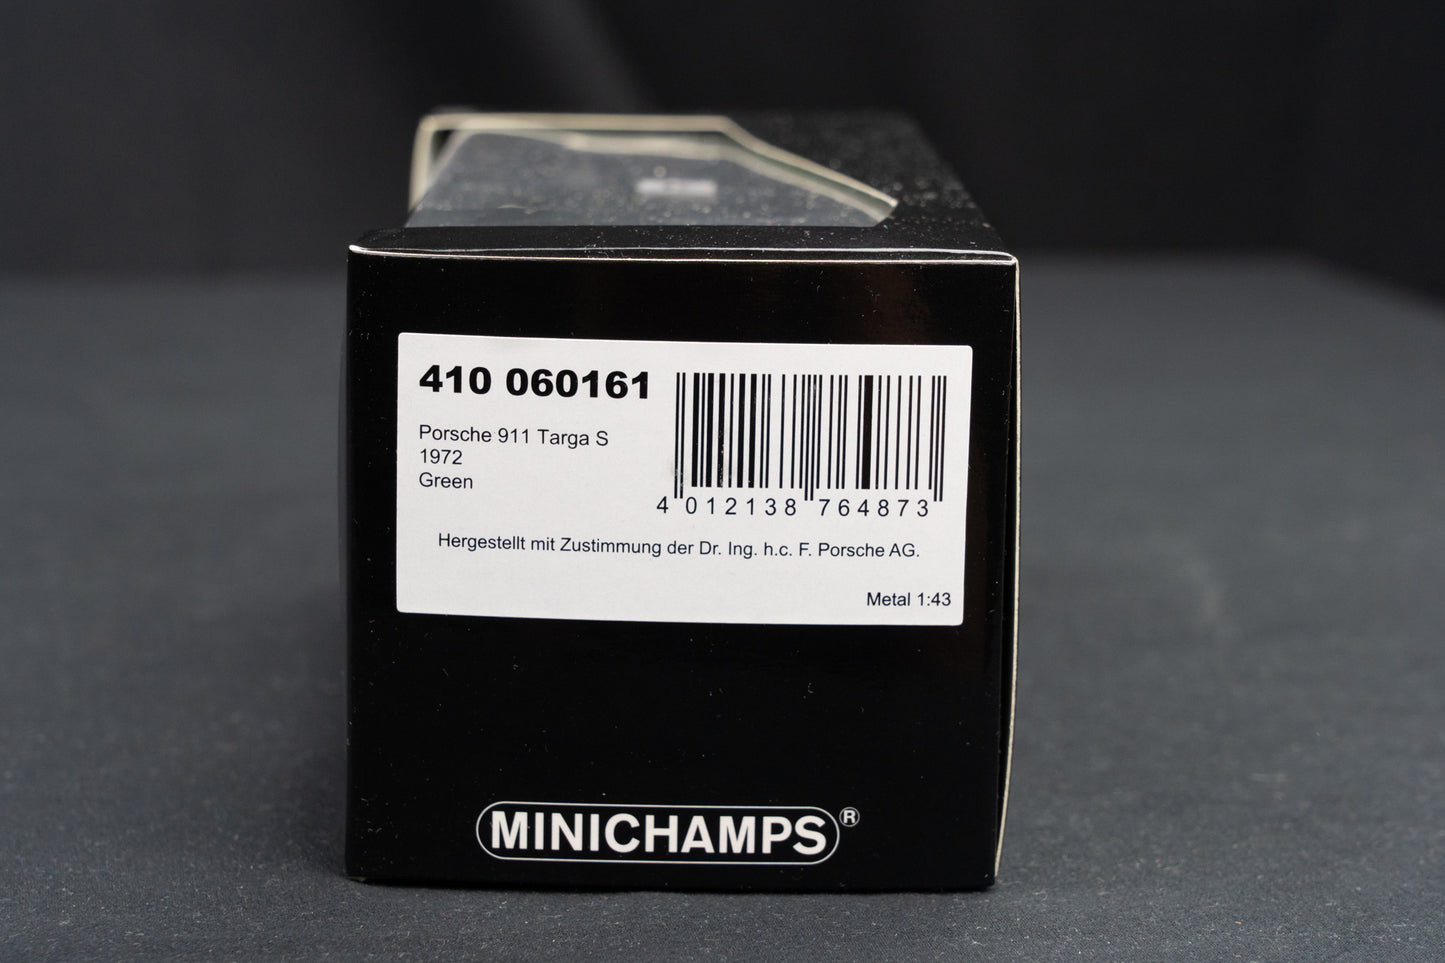 410 060161
Porsche 911 Targa S
1972
Green
4 012138 764873
Hergestellt mit Zustimmung der Dr. Ing. h.c. F. Porsche AG.
Metal 1:43
MINICHAMPS®